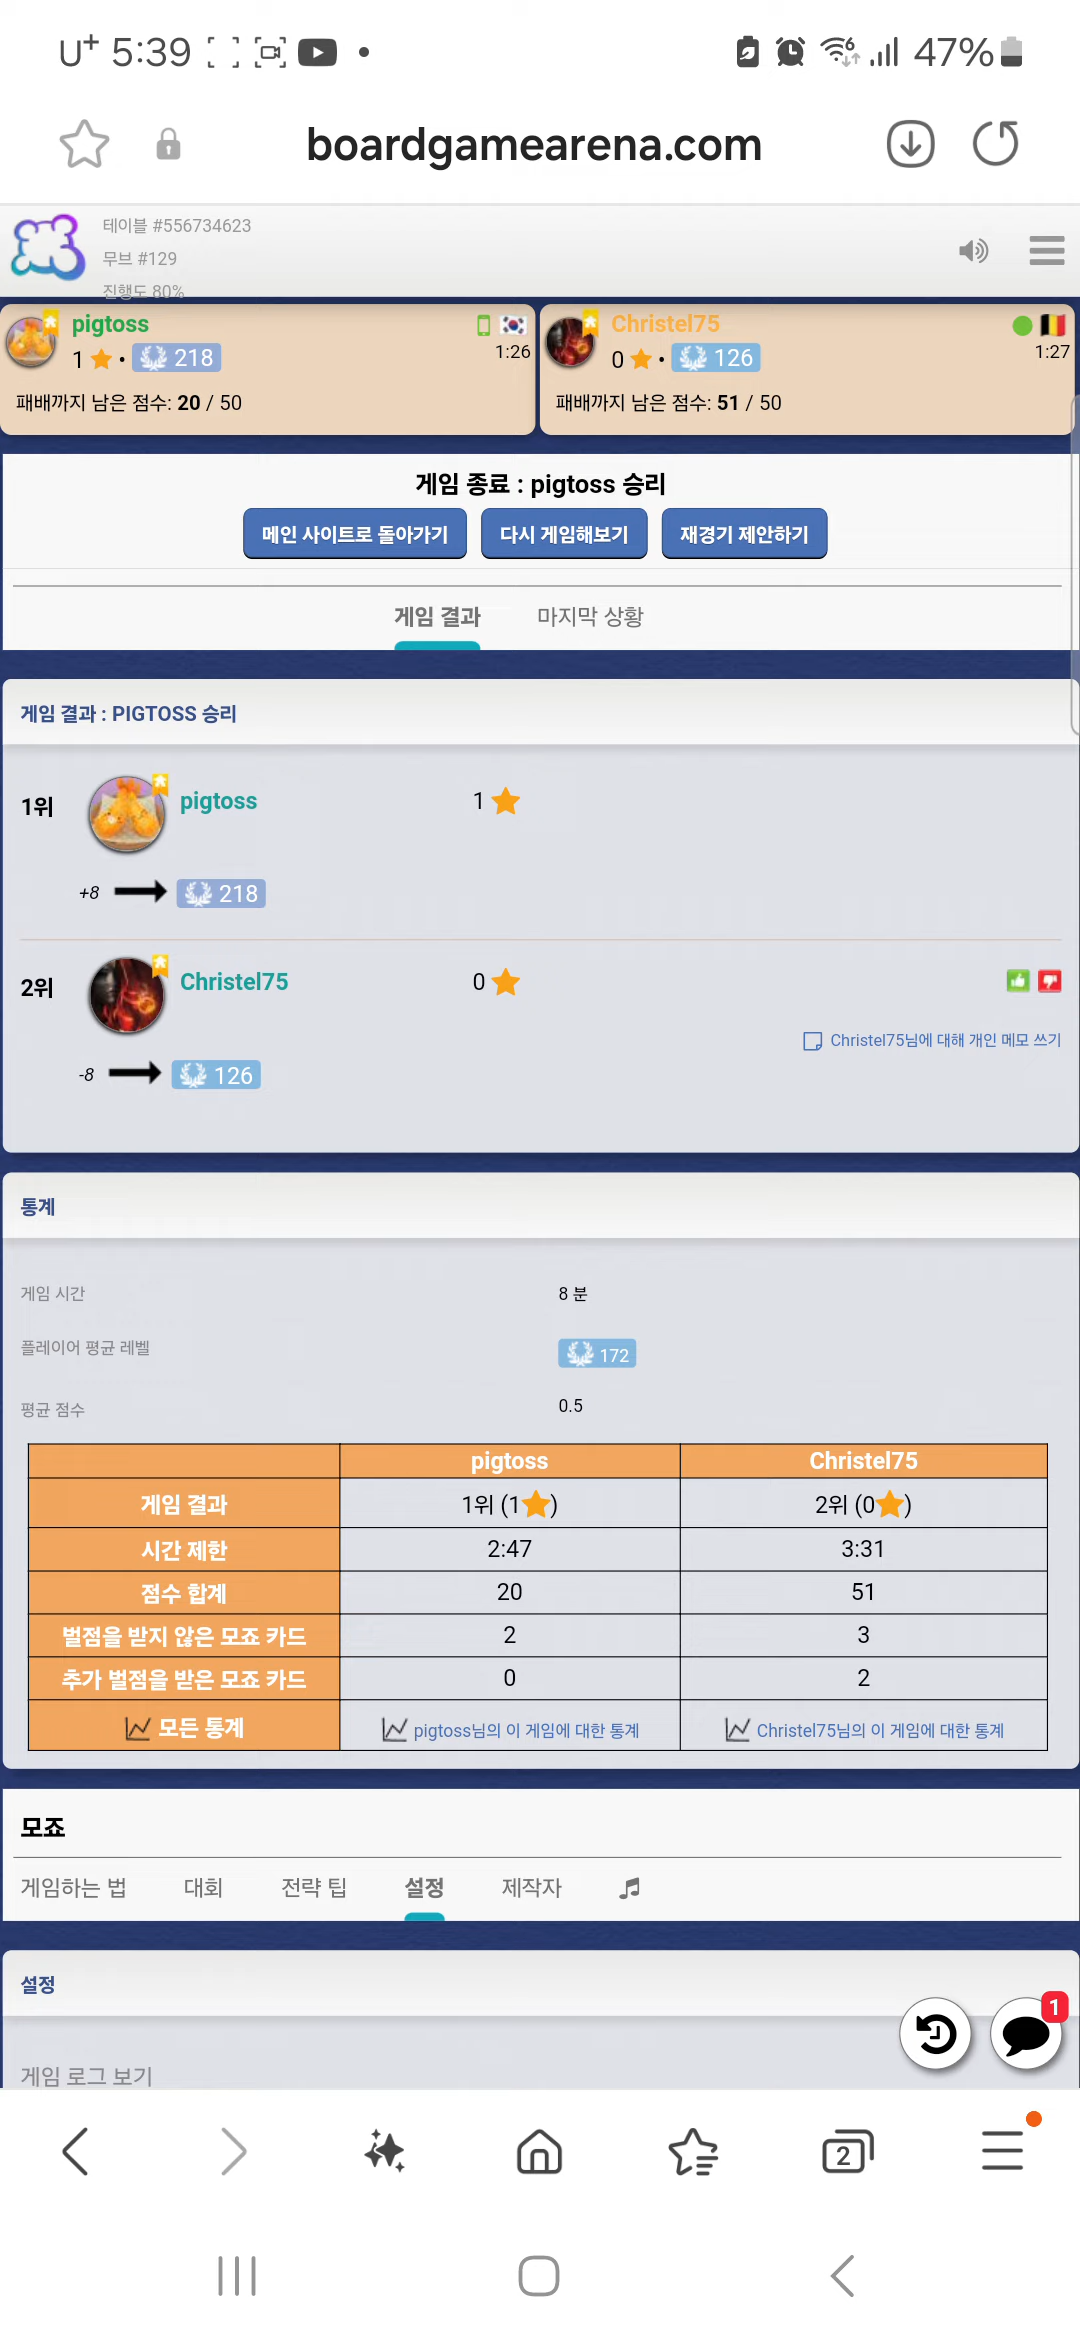 U+ 5:39
47%
boardgamearena.com
테이블 #556734623
무브 #129
진행도 80%
pigtoss
1 • 218
1:26
패배까지 남은 점수: 20 / 50
Christel75
0 • 126
1:27
패배까지 남은 점수: 51 / 50
게임 종료 : pigtoss 승리
메인 사이트로 돌아가기 다시 게임해보기 재경기 제안하기
게임 결과 마지막 상황
게임 결과 : PIGTOSS 승리
1위 pigtoss 1
+8 218
2위 Christel75 0
Christel75님에 대해 개인 메모 쓰기
-8 126
통계
게임 시간 8 분
플레이어 평균 레벨 172
평균 점수 0.5
pigtoss Christel75
게임 결과 1위 (1) 2위 (0)
시간 제한 2:47 3:31
점수 합계 20 51
벌점을 받지 않은 모죠 카드 2 3
추가 벌점을 받은 모죠 카드 0 2
모든 통계 pigtoss님의 이 게임에 대한 통계 Christel75님의 이 게임에 대한 통계
모죠
게임하는 법 대회 전략 팁 설정 제작자
설정
1
게임 로그 보기
2